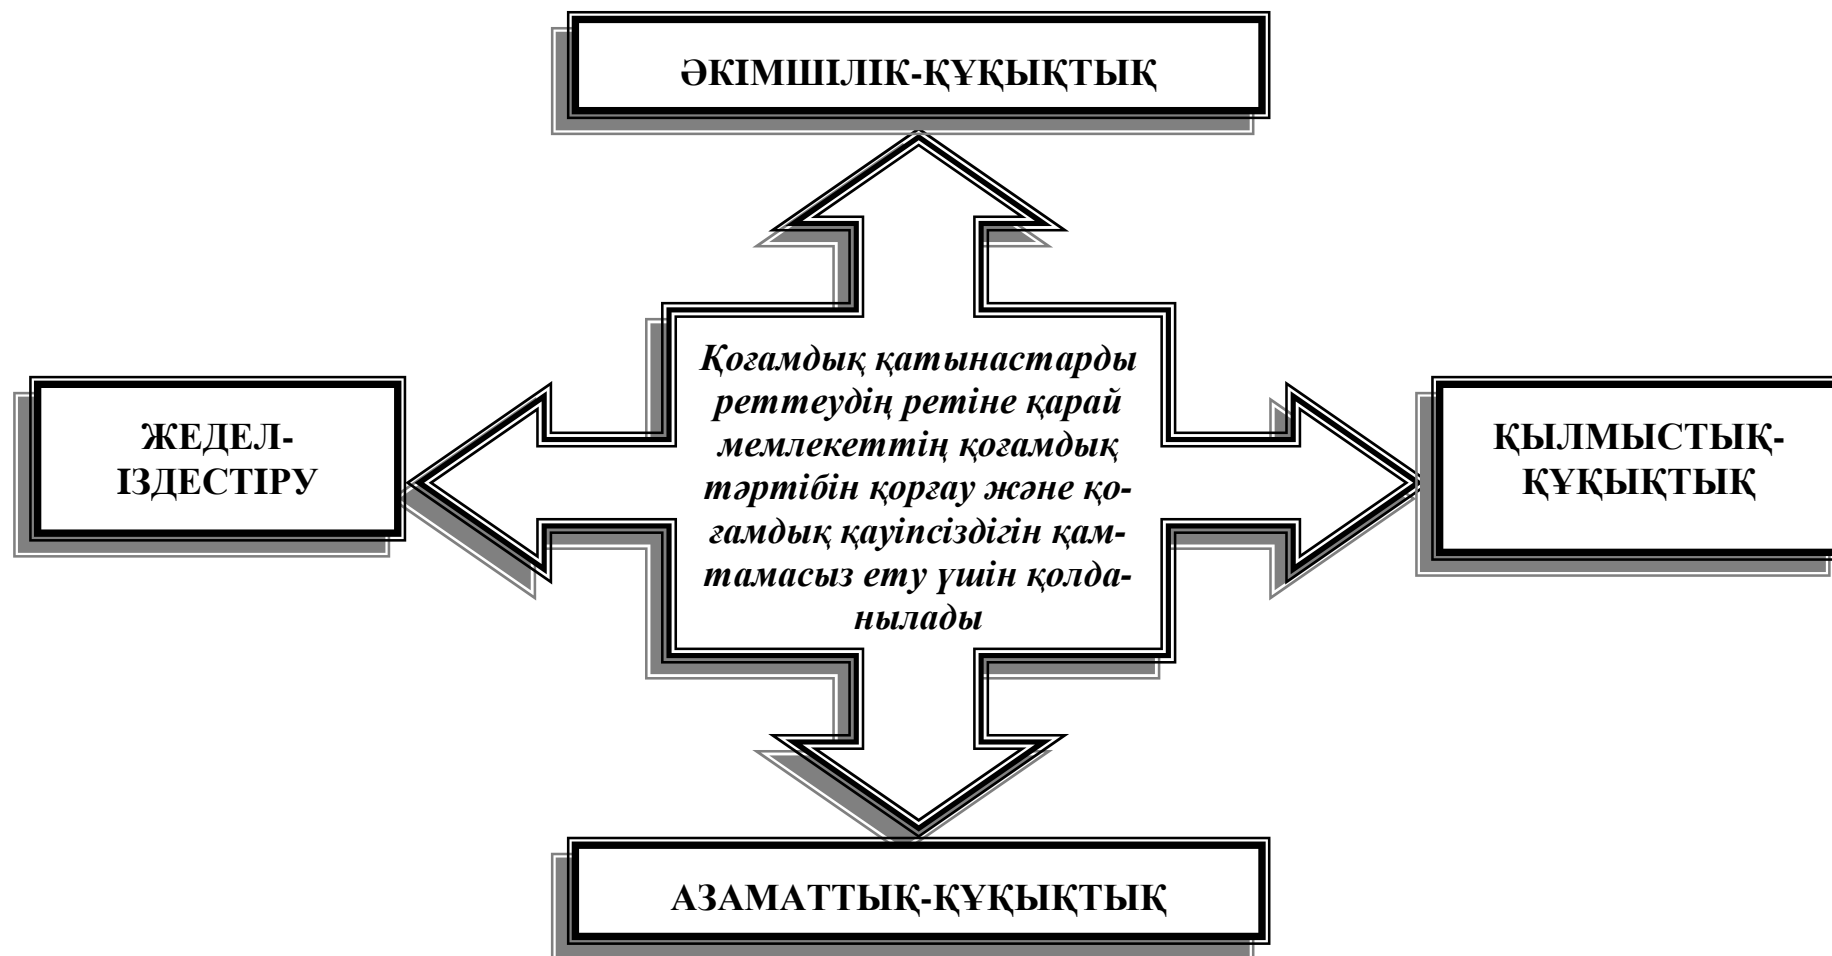 ӘКІМШІЛІК-ҚҰҚЫҚТЫҚ
Қоғамдық қатынастарды
реттеудің ретіне қарай
мемлекеттің қоғамдық
тәртібін қорғау және қо-
ғамдық қауіпсіздігін қам-
тамасыз ету үшін қолда-
нылады
ЖЕДЕЛ-
ІЗДЕСТІРУ
ҚЫЛМЫСТЫҚ-
ҚҰҚЫҚТЫҚ
АЗАМАТТЫҚ-ҚҰҚЫҚТЫҚ